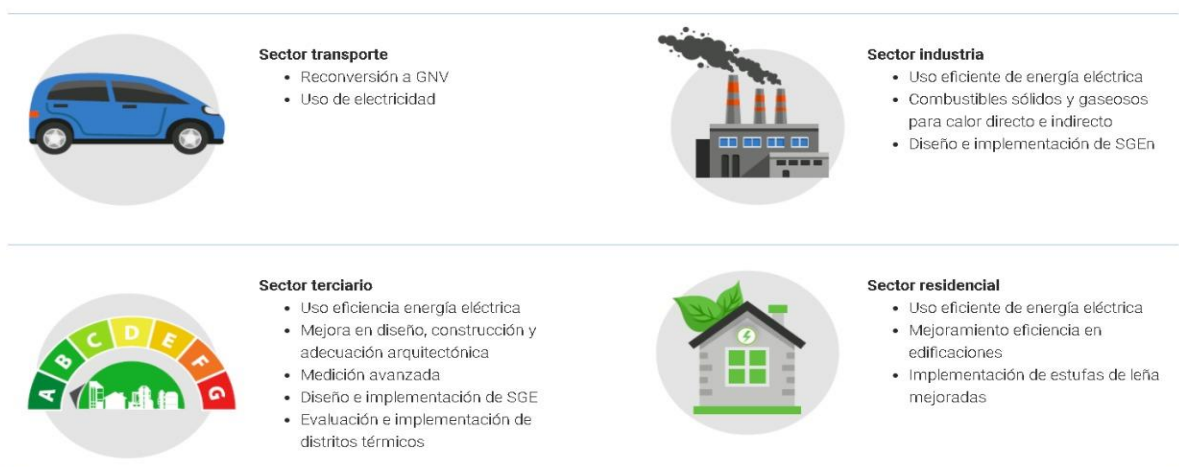 Sector transporte
• Reconversión a GNV
• Uso de electricidad
Sector industria
• Uso eficiente de energía eléctrica
• Combustibles sólidos y gaseosos
para calor directo e indirecto
• Diseño e implementación de SGEn
Sector terciario
• Uso eficiencia energía eléctrica
• Mejora en diseño, construcción y
adecuación arquitectónica
• Medición avanzada
• Diseño e implementación de SGE
• Evaluación e implementación de
distritos térmicos
A B C D E F G
Sector residencial
• Uso eficiente de energía eléctrica
• Mejoramiento eficiencia en
edificaciones
• Implementación de estufas de leña
mejoradas